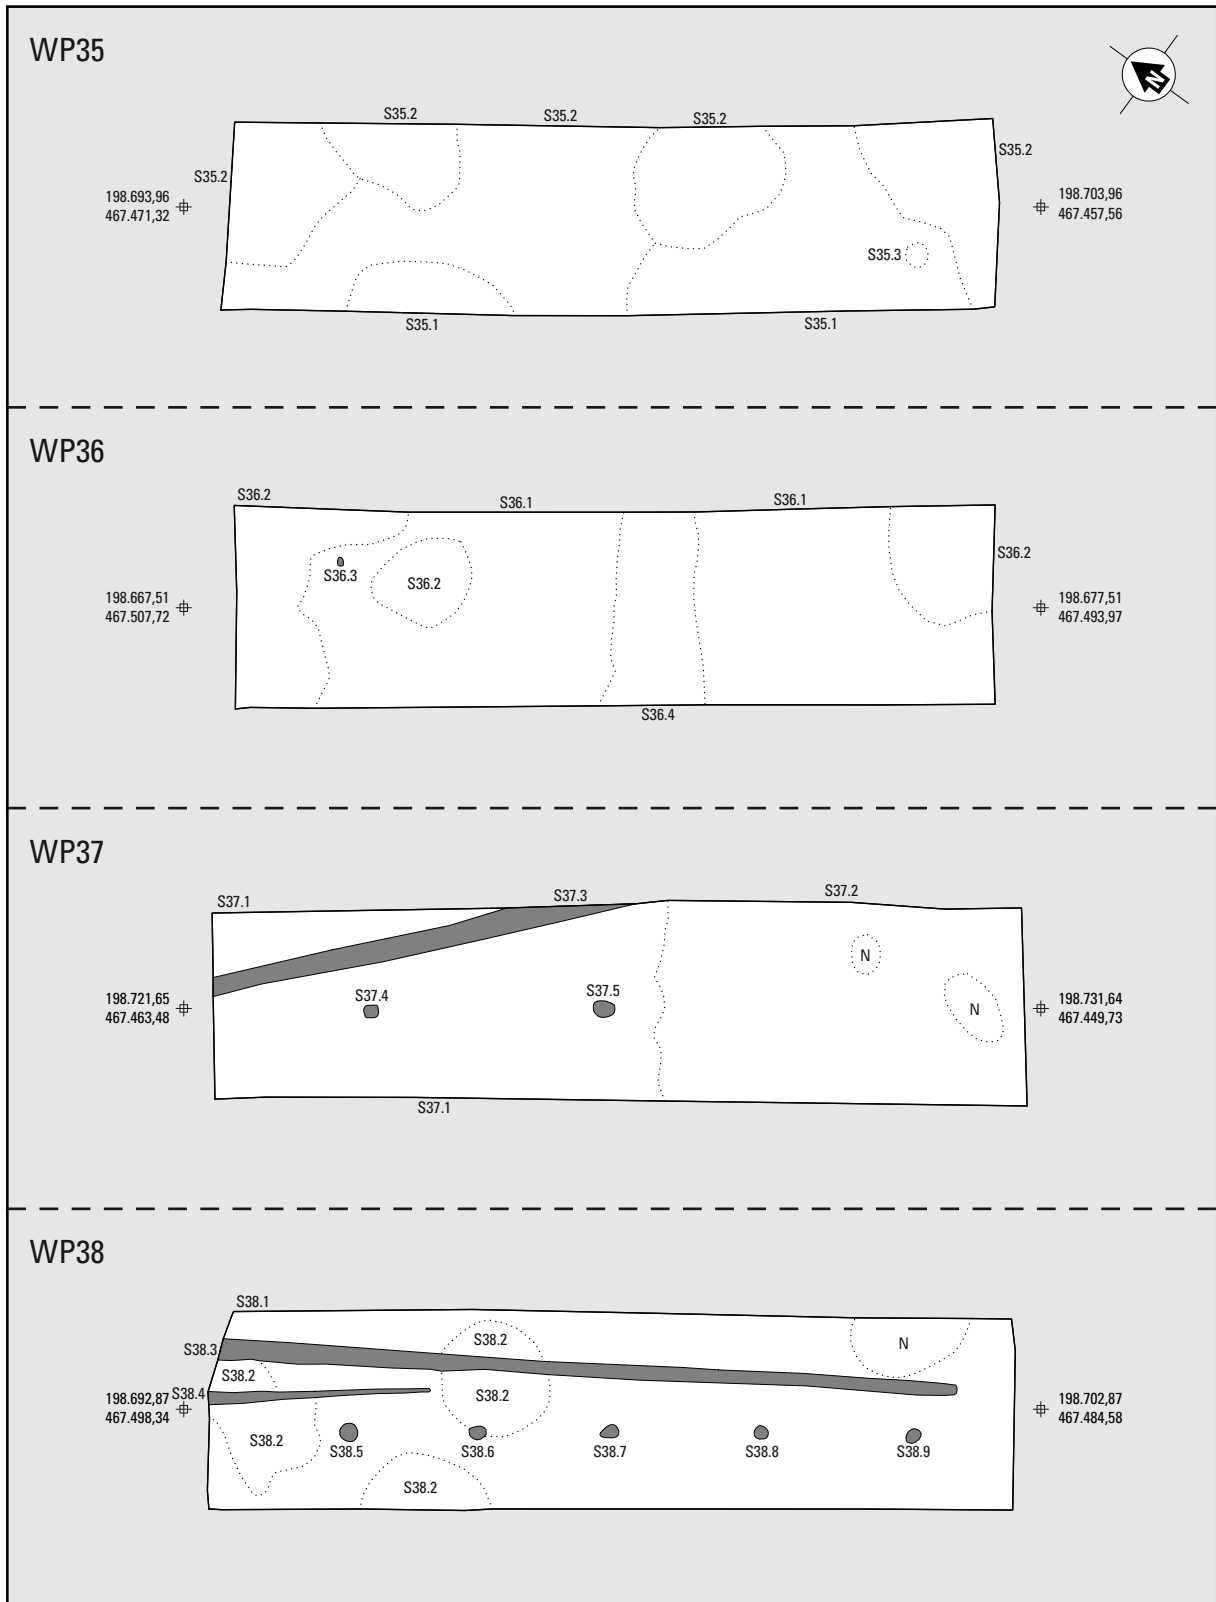 WP35
N
S35.2
S35.2
S35.2
S35.2
S35.2
198.693,96
467.471,32
198.703,96
467.457,56
S35.3
S35.1
S35.1
WP36
S36.2
S36.1
S36.1
S36.2
S36.3
S36.2
198.667,51
467.507,72
198.677,51
467.493,97
S36.4
WP37
S37.1
S37.3
S37.2
N
S37.4
S37.5
N
198.721,65
467.463,48
198.731,64
467.449,73
S37.1
WP38
S38.1
S38.2
N
S38.3
S38.2
S38.4
S38.2
198.692,87
467.498,34
198.702,87
467.484,58
S38.2
S38.5
S38.6
S38.7
S38.8
S38.9
S38.2